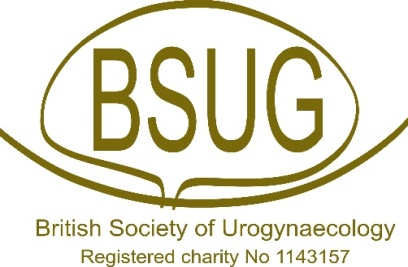 BSUG
British Society of Urogynaecology
Registered charity No 1143157